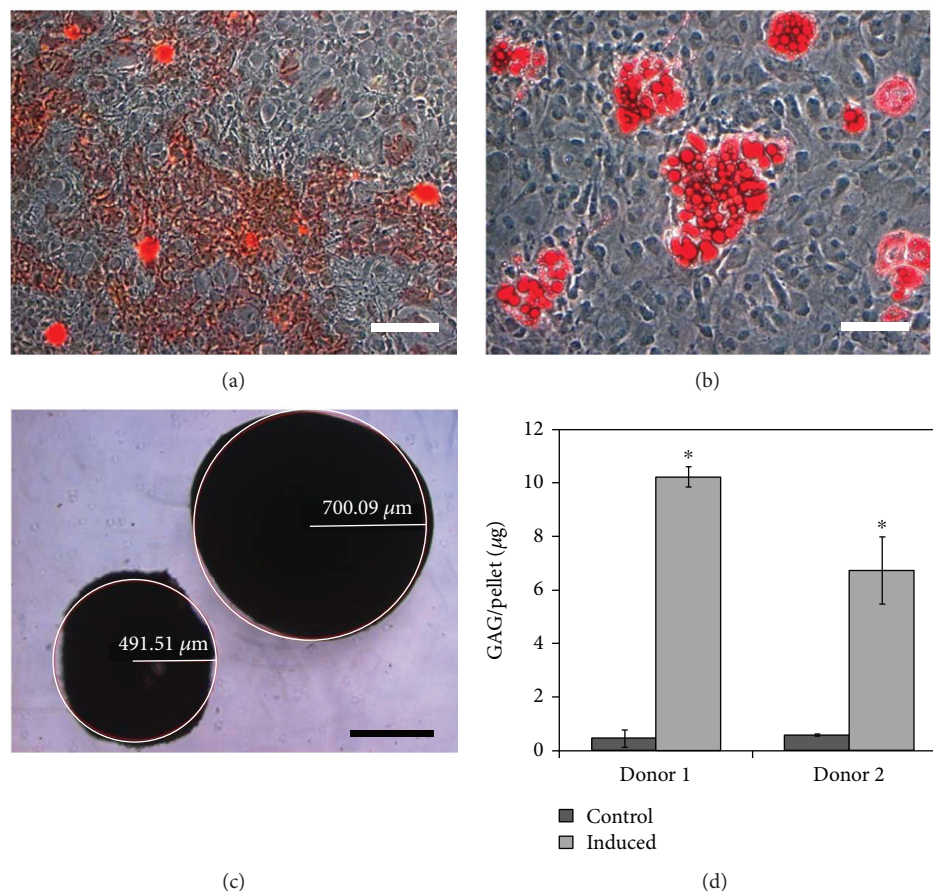 (a)
(b)
700.09 µm
491.51 µm
(c)
GAG/pellet (µg)
12
10
8
6
4
2
0
*
*
Donor 1
Donor 2
Control
Induced
(d)